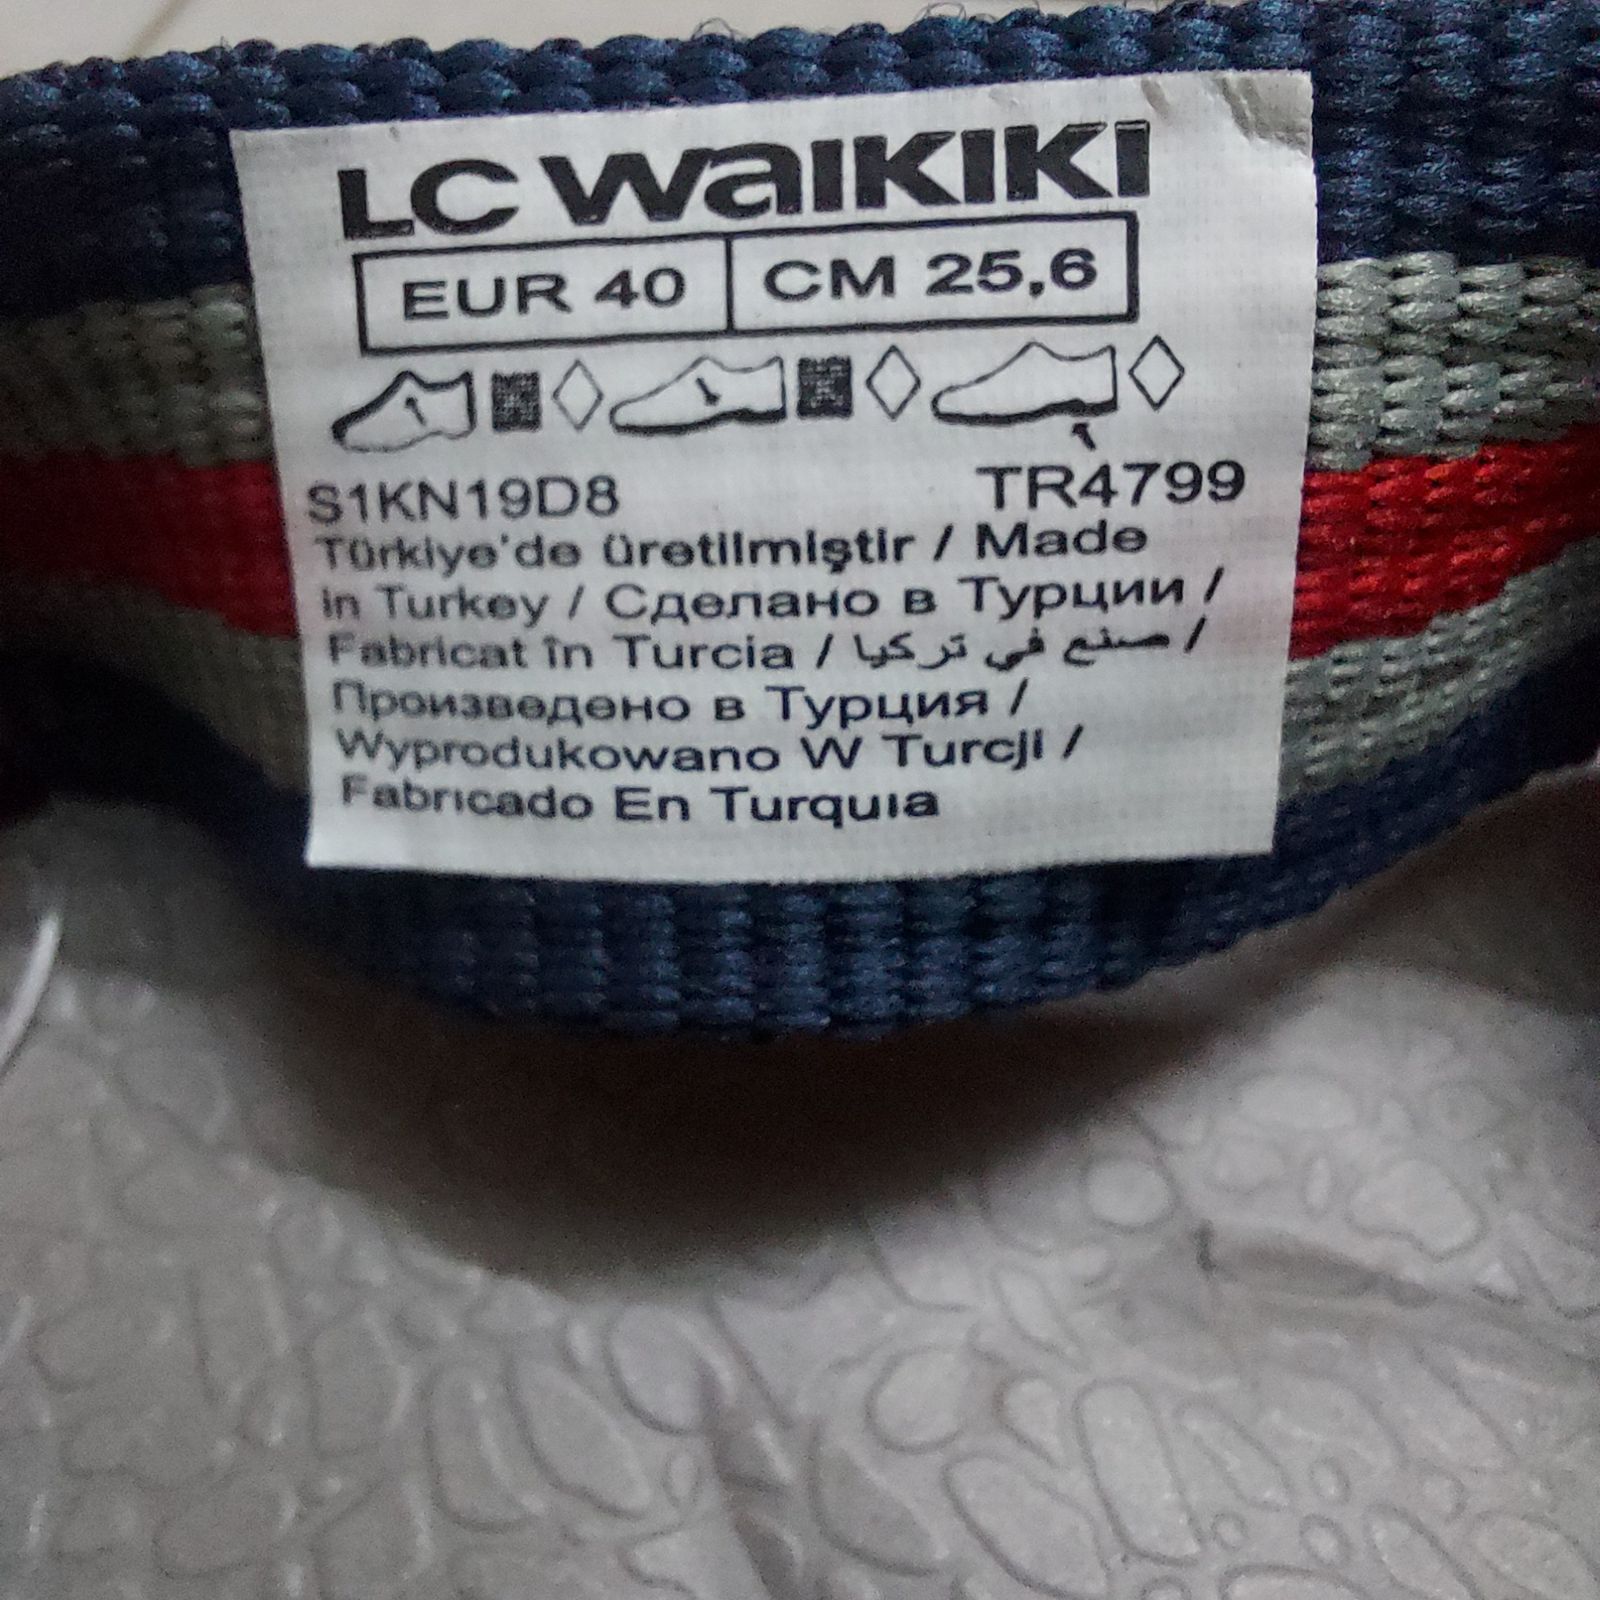 LC WAIKIKI
EUR 40 CM 25,6
S1KN19D8 TR4799
Türkiye'de üretilmiştir / Made
in Turkey / Сделано в Турции /
Fabricat în Turcia / صنع في تركيا /
Произведено в Турция /
Wyprodukowano W Turcji /
Fabricado En Turquia